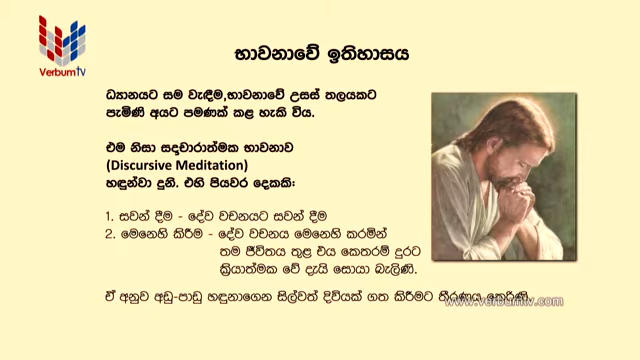 VerbumTV
භාවනාවේ ඉතිහාසය
ධ්‍යානයට සම වැඳීම,භාවනාවේ උසස් තලයකට
පැමිණි අයට පමණක් කළ හැකි විය.
එම නිසා සදචාරාත්මක භාවනාව
(Discursive Meditation)
හඳුන්වා දුනි. එහි පියවර දෙකකි:
1. සවන් දීම - දේව වචනයට සවන් දීම
2. මෙනෙහි කිරීම - දේව වචනය මෙනෙහි කරමින්
තම ජීවිතය තුළ එය කෙතරම් දුරට
ක්‍රියාත්මක වේ දැයි සොයා බැලිණි.
ඒ අනුව අඩු-පාඩු හඳුනාගෙන සිල්වත් දිවියක් ගත කිරීමට තීරණය කෙරිණි.
www.verbumtv.com